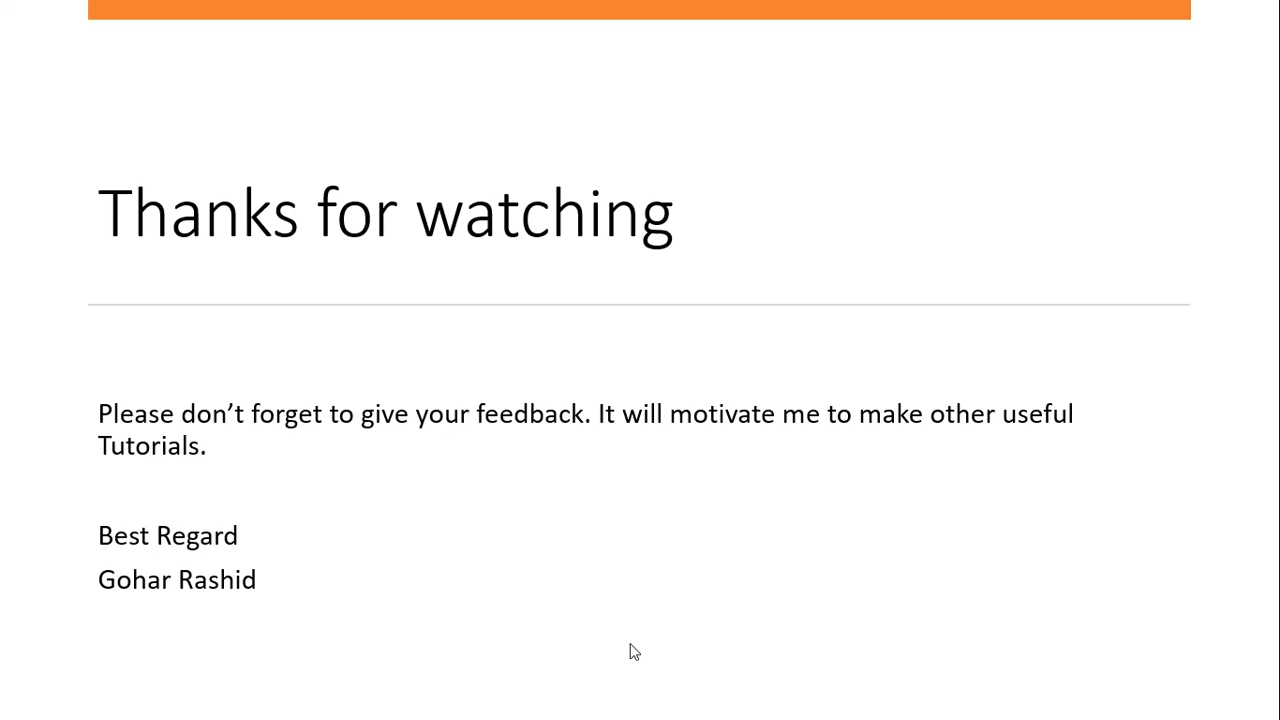 Thanks for watching
Please don’t forget to give your feedback. It will motivate me to make other useful
Tutorials.
Best Regard
Gohar Rashid